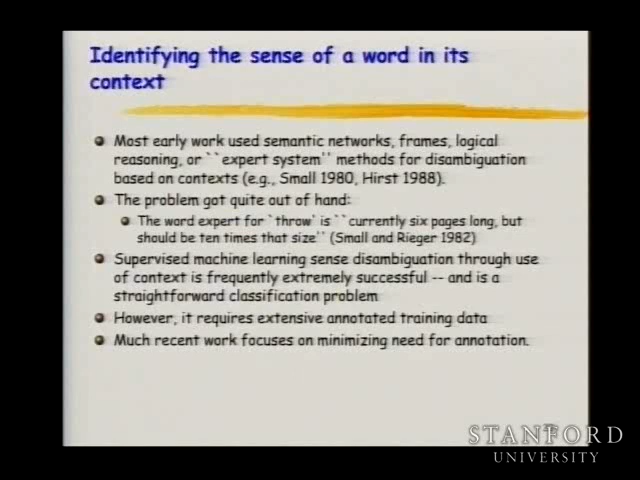 Identifying the sense of a word in its
context
Most early work used semantic networks, frames, logical
reasoning, or ``expert system'' methods for disambiguation
based on contexts (e.g., Small 1980, Hirst 1988).
The problem got quite out of hand:
The word expert for `throw' is ``currently six pages long, but
should be ten times that size'' (Small and Rieger 1982)
Supervised machine learning sense disambiguation through use
of context is frequently extremely successful -- and is a
straightforward classification problem
However, it requires extensive annotated training data
Much recent work focuses on minimizing need for annotation.
STANFORD
UNIVERSITY